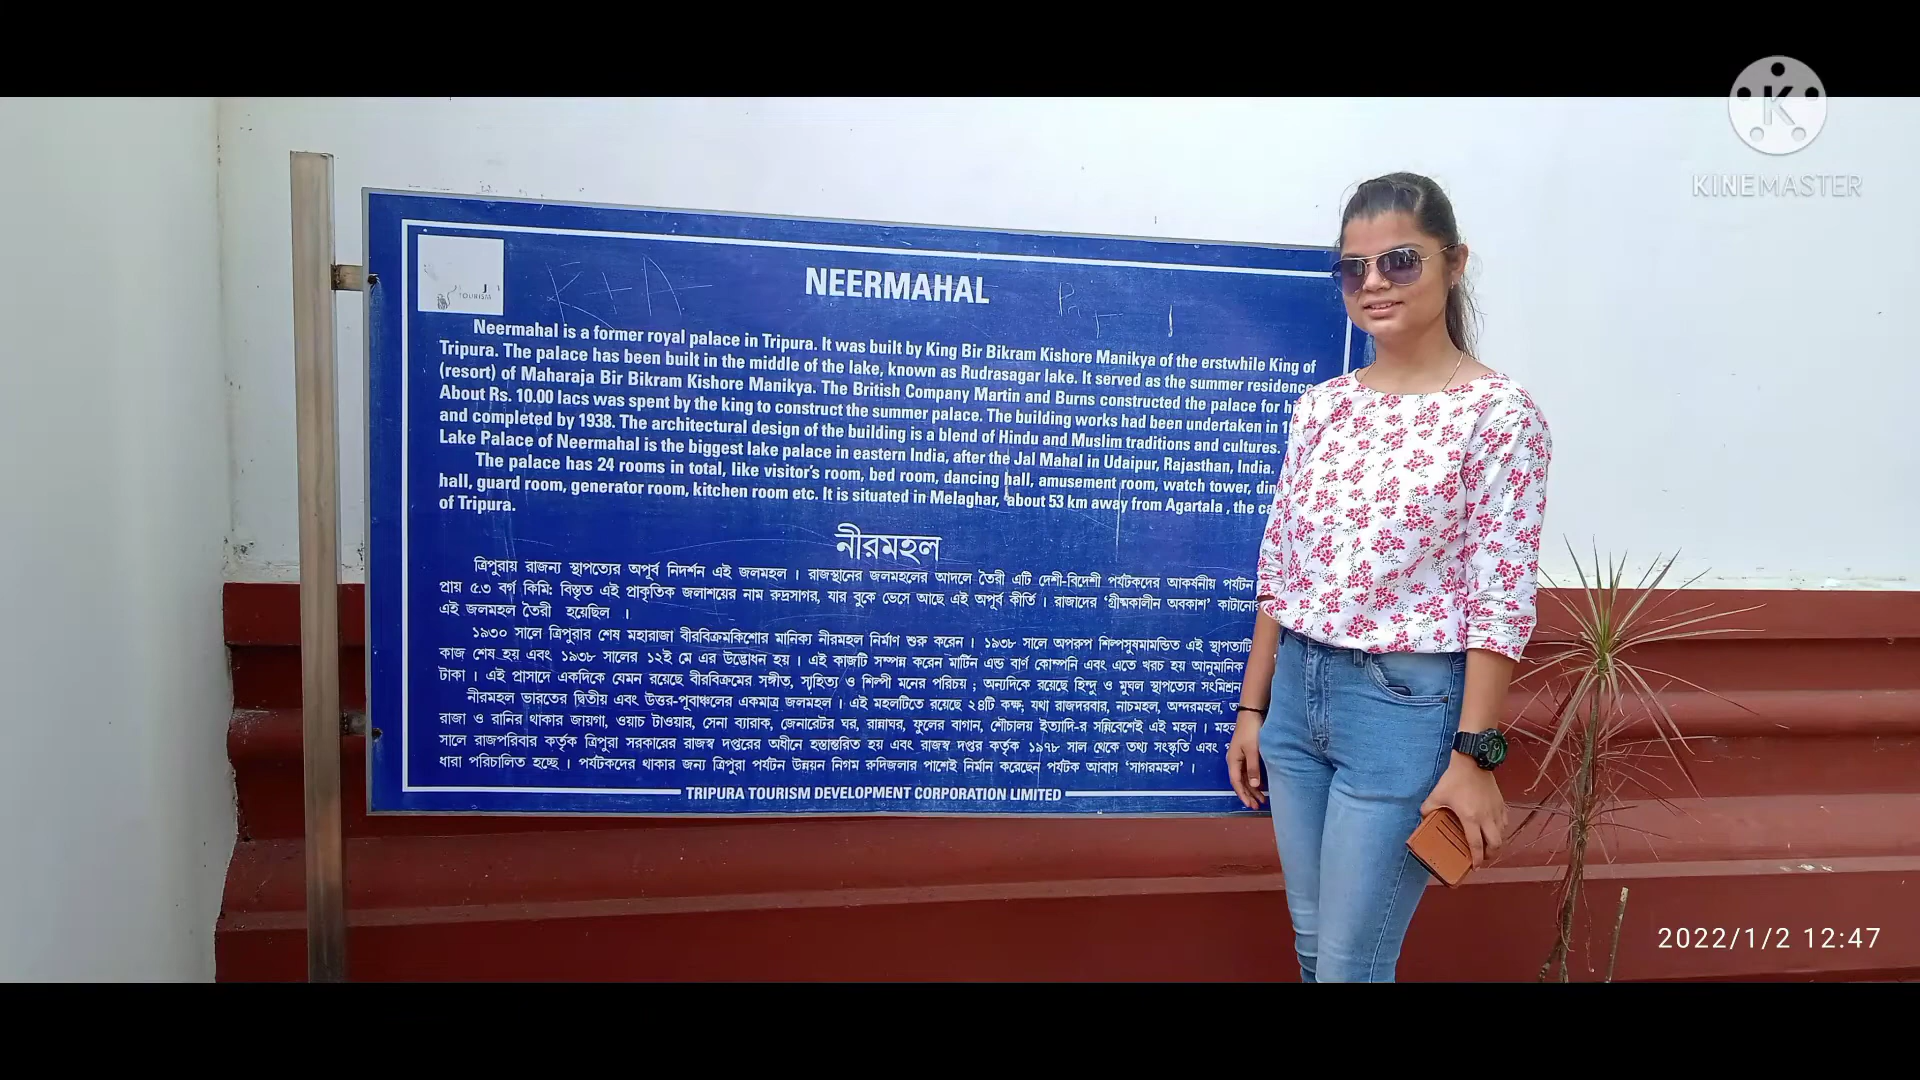 KINEMASTER
TOURISM
K+A
NEERMAHAL
Neermahal is a former royal palace in Tripura. It was built by King Bir Bikram Kishore Manikya of the erstwhile King of
Tripura. The palace has been built in the middle of the lake, known as Rudrasagar lake. It served as the summer residence
(resort) of Maharaja Bir Bikram Kishore Manikya. The British Company Martin and Burns constructed the palace for
About Rs. 10.00 lacs was spent by the king to construct the summer palace. The building works had been undertaken in
and completed by 1938. The architectural design of the building is a blend of Hindu and Muslim traditions and cultures.
Lake Palace of Neermahal is the biggest lake palace in eastern India, after the Jal Mahal in Udaipur, Rajasthan, India.
The palace has 24 rooms in total, like visitor's room, bed room, dancing hall, amusement room, watch tower,
hall, guard room, generator room, kitchen room etc. It is situated in Melaghar, about 53 km away from Agartala , the
of Tripura.
নীরমহল
ত্রিপুরায় রাজন্য স্থাপত্যের অপূর্ব নিদর্শন এই জলমহল । রাজস্থানের জলমহলের আদলে তৈরী এটি দেশী-বিদেশী পর্যটকদের আকর্ষনীয় পর্যটন
প্রায় ৫.৩ বর্গ কিমি: বিস্তৃত এই প্রাকৃতিক জলাশয়ের নাম রুদ্রসাগর, যার বুকে ভেসে আছে এই অপূর্ব কীর্তি । রাজাদের ‘গ্রীষ্মকালীন অবকাশ’
এই জলমহল তৈরী হয়েছিল ।
১৯৩০ সালে ত্রিপুরার শেষ মহারাজা বীরবিক্রমকিশোর মানিক্য নীরমহল নির্মাণ শুরু করেন । ১৯৩৮ সালে অপরুপ শিল্পসুষমামন্ডিত এই স্থাপত্যটি
কাজ শেষ হয় এবং ১৯৩৮ সালের ১২ই মে এর উদ্ভোধন হয় । এই কাজটি সম্পন্ন করেন মার্টিন এন্ড বার্ণ কোম্পনি এবং এতে খরচ হয় আনুমানিক
টাকা । এই প্রাসাদে একদিকে যেমন রয়েছে বীরবিক্রমের সঙ্গীত, সাহিত্য ও শিল্পী মনের পরিচয় ; অন্যদিকে রয়েছে হিন্দু ও মুঘল স্থাপত্যের সংমিশ্রন
নীরমহল ভারতের দ্বিতীয় এবং উত্তর-পূবাঞ্চলের একমাত্র জলমহল । এই মহলটিতে রয়েছে ২৪টি কক্ষ, যথা রাজদরবার, নাচমহল, অন্দরমহল,
রাজা ও রানির থাকার জায়গা, ওয়াচ টাওয়ার, সেনা ব্যারাক, জেনারেটর ঘর, রান্নাঘর, ফুলের বাগান, শৌচালয় ইত্যাদি-র সন্নিবেশেই এই মহল ।
সালে রাজপরিবার কর্তৃক ত্রিপুরা সরকারের রাজস্ব দপ্তরের অধীনে হস্তান্তরিত হয় এবং রাজস্ব দপ্তর কর্তৃক ১৯৭৮ সাল থেকে তথ্য সংস্কৃতি এবং
ধারা পরিচালিত হচ্ছে । পর্যটকদের থাকার জন্য ত্রিপুরা পর্যটন উন্নয়ন নিগম রুদিজলার পাশেই নির্মান করেছেন পর্যটক আবাস ‘সাগরমহল’ ।
TRIPURA TOURISM DEVELOPMENT CORPORATION LIMITED
2022/1/2 12:47